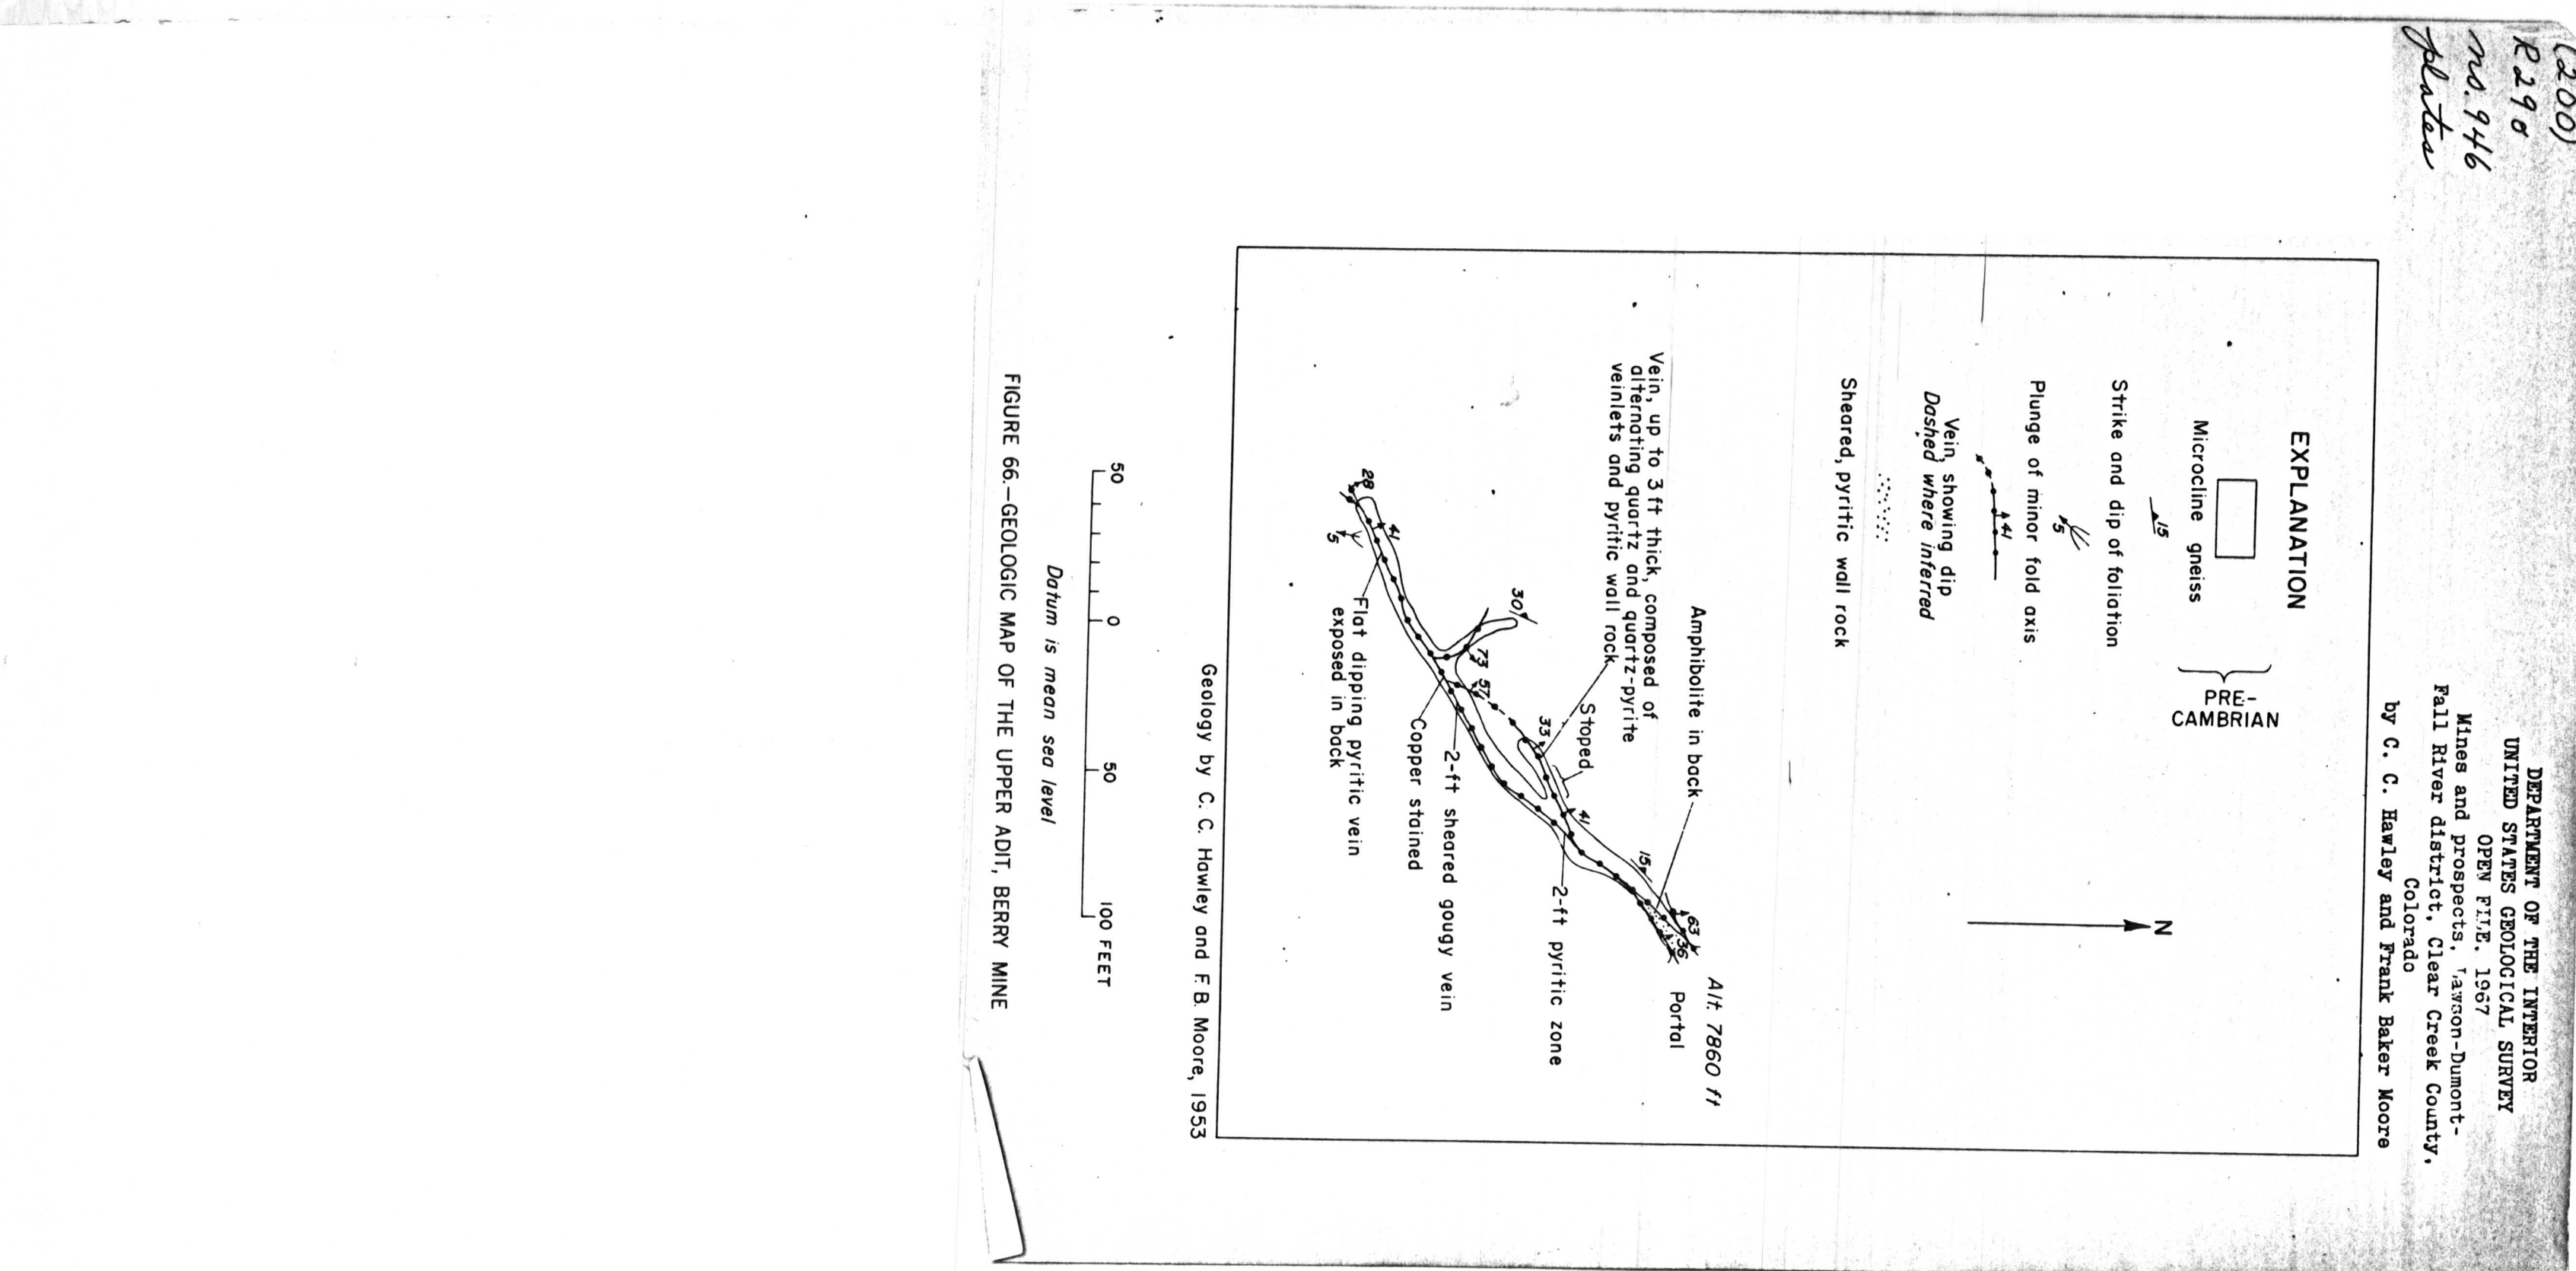 (200)
R290
no. 946
plates
DEPARTMENT OF THE INTERIOR
UNITED STATES GEOLOGICAL SURVEY
OPEN FILE, 1967
Mines and prospects, Lawson-Dumont-
Fall River district, Clear Creek County,
Colorado
by C. C. Hawley and Frank Baker Moore
EXPLANATION
Microcline gneiss
PRE-
CAMBRIAN
15
Strike and dip of foliation
5
Plunge of minor fold axis
41
Vein, showing dip
Dashed where inferred
Sheared, pyritic wall rock
N
Alt. 7860 ft
Portal
Amphibolite in back
63
36
15
Vein, up to 3 ft thick, composed of
alternating quartz and quartz-pyrite
veinlets and pyritic wall rock
Stoped
41
33
2-ft pyritic zone
30
73
57
2-ft sheared gougy vein
Copper stained
28
41
5
Flat dipping pyritic vein
exposed in back
Geology by C. C. Hawley and F. B. Moore, 1953
50 0 50 100 FEET
Datum is mean sea level
FIGURE 66.—GEOLOGIC MAP OF THE UPPER ADIT, BERRY MINE